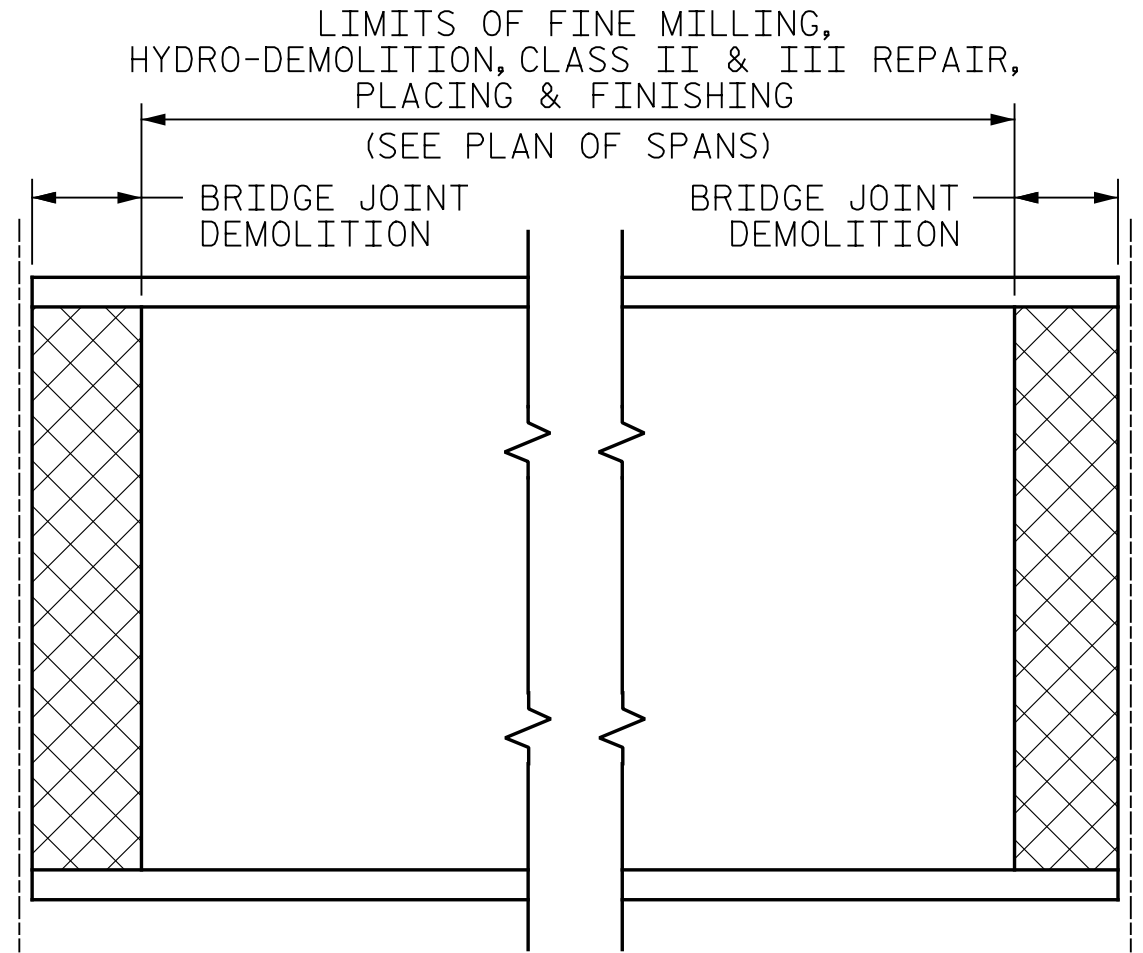 LIMITS OF FINE MILLING,
HYDRO-DEMOLITION, CLASS II & III REPAIR,
PLACING & FINISHING
(SEE PLAN OF SPANS)
BRIDGE JOINT
DEMOLITION
BRIDGE JOINT
DEMOLITION